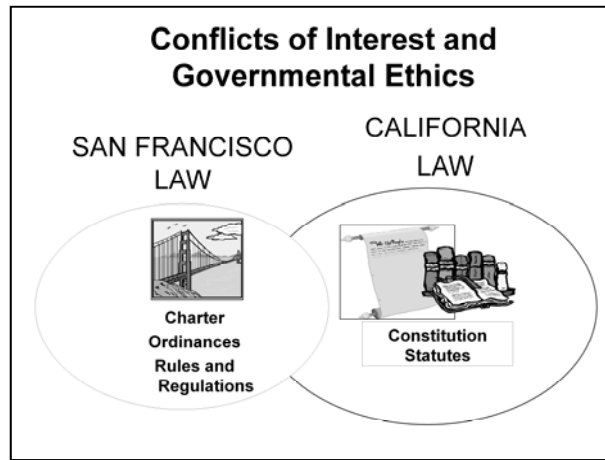 Conflicts of Interest and
Governmental Ethics
SAN FRANCISCO
LAW
CALIFORNIA
LAW
Charter
Ordinances
Rules and
Regulations
Constitution
Statutes